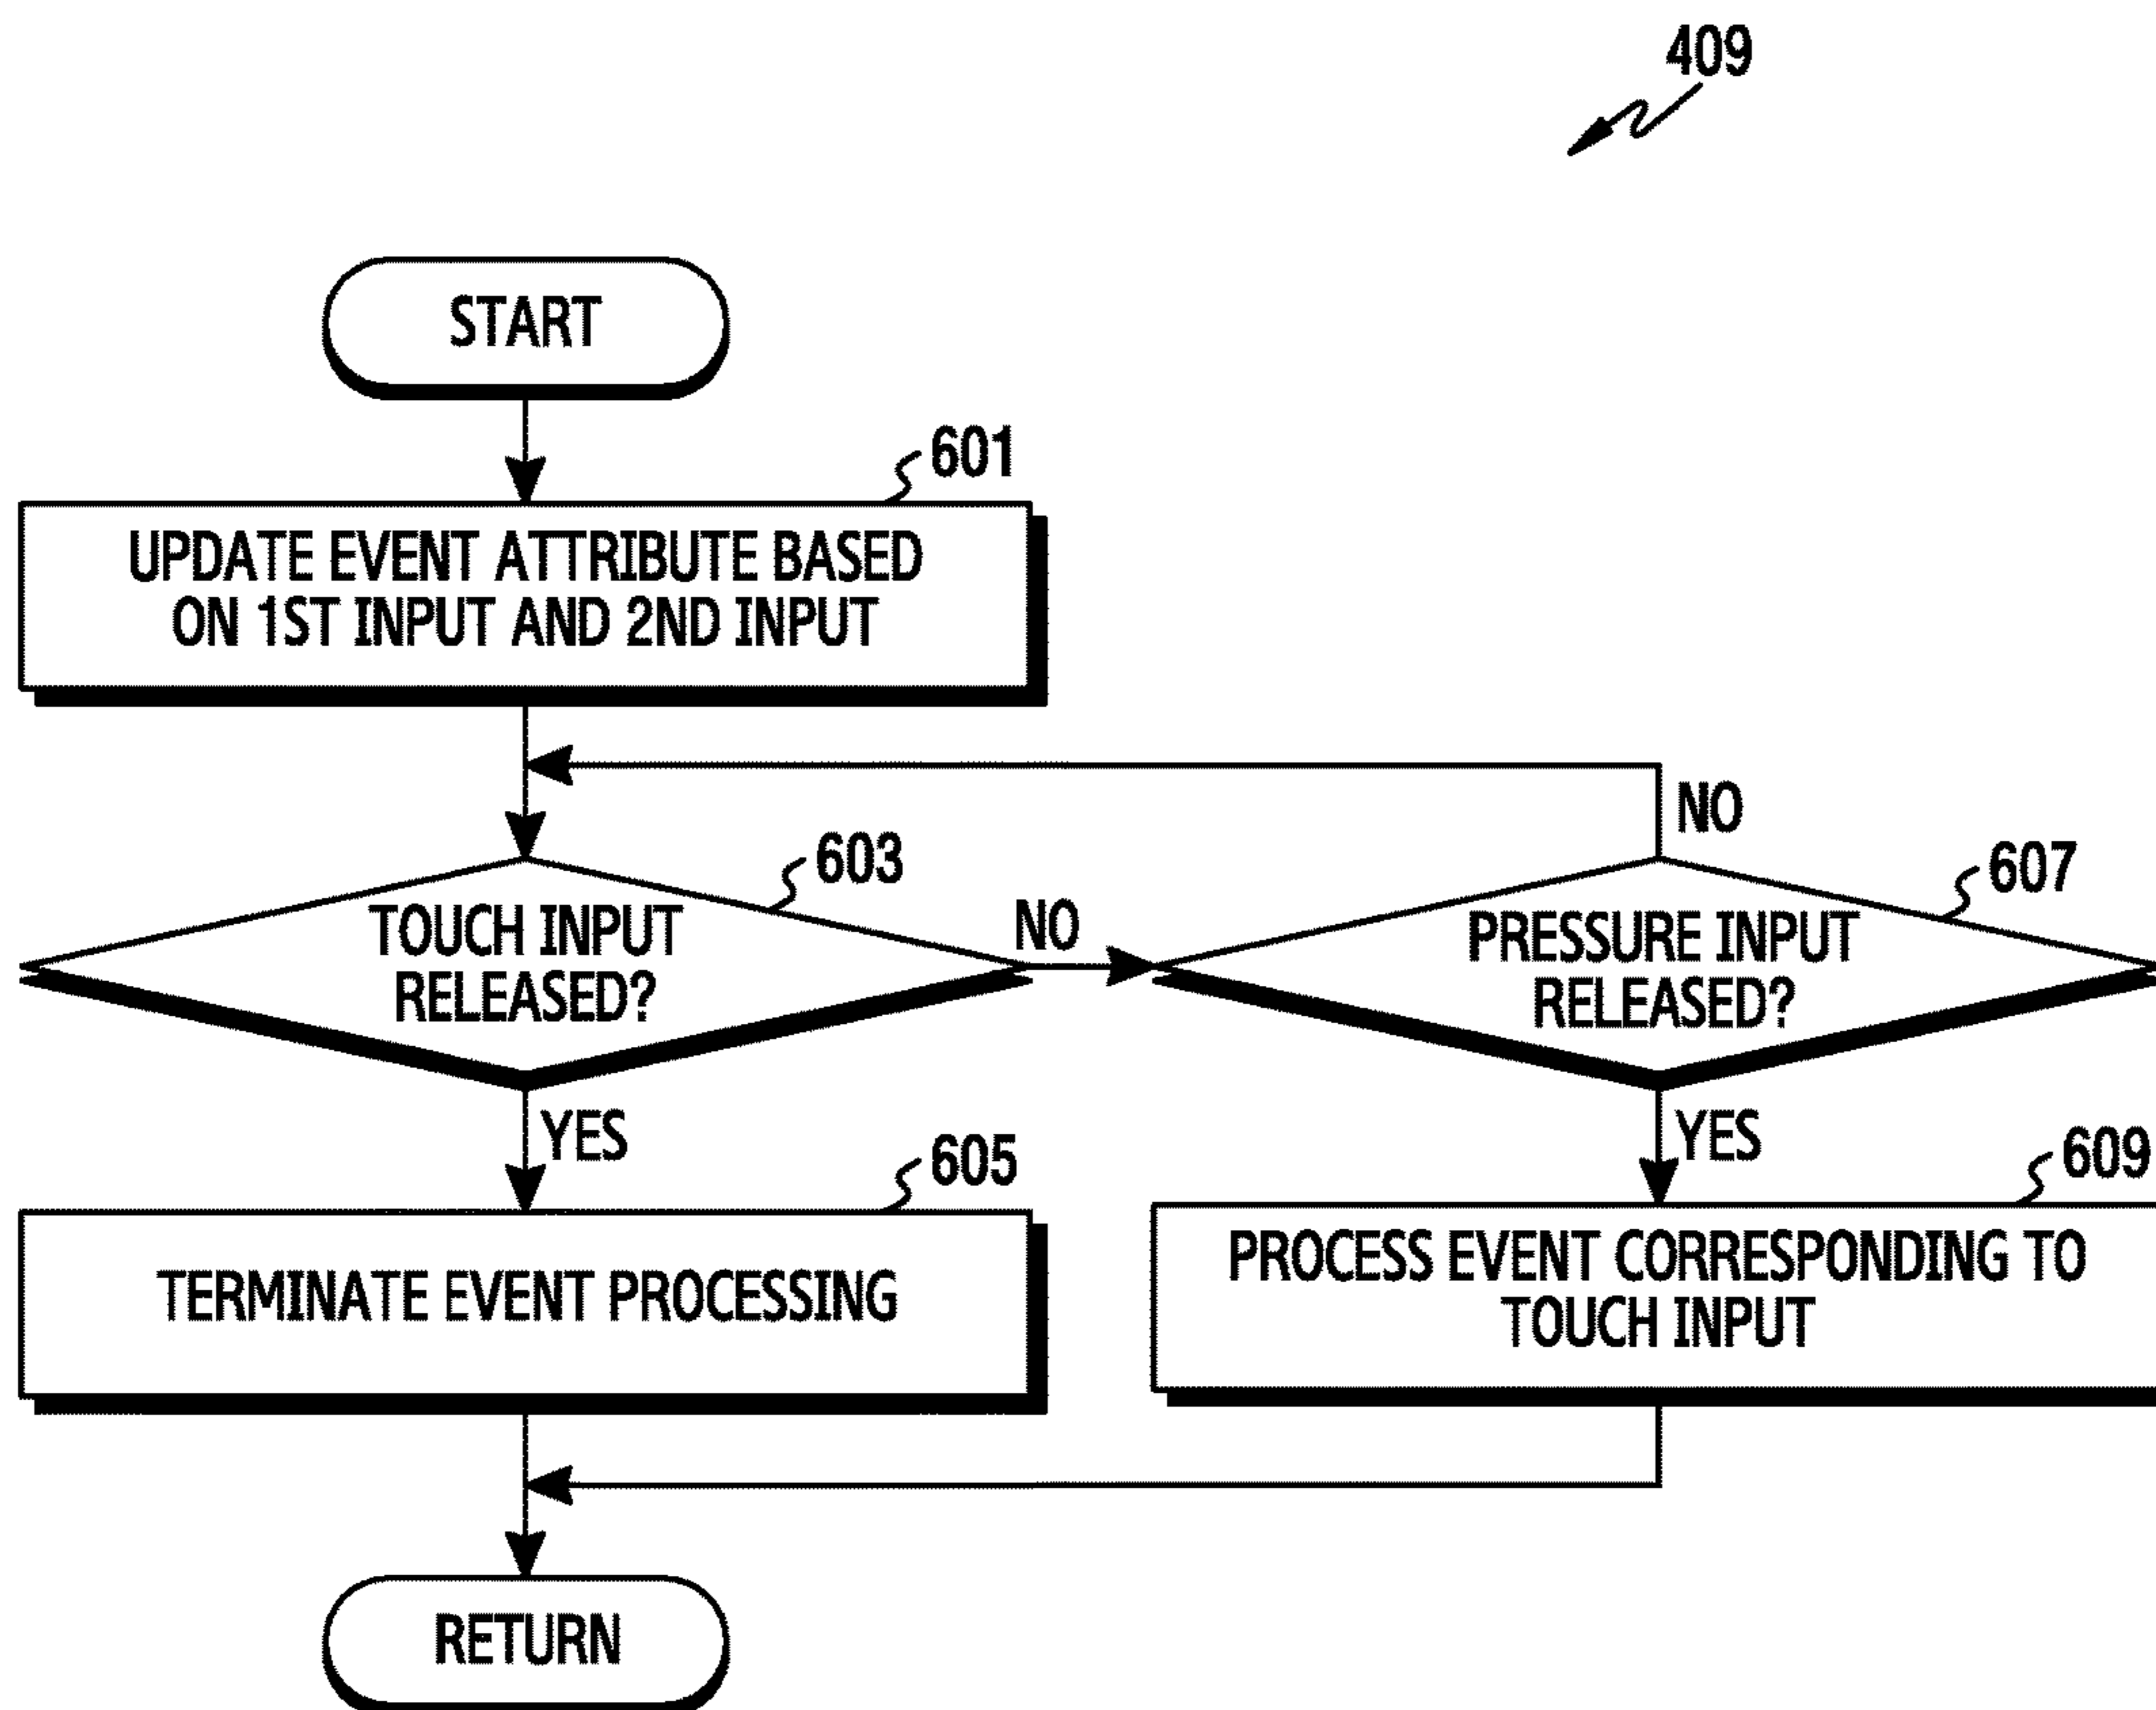 409
START
601
UPDATE EVENT ATTRIBUTE BASED
ON 1ST INPUT AND 2ND INPUT
NO
603
607
TOUCH INPUT
RELEASED?
NO
PRESSURE INPUT
RELEASED?
YES
YES
605
609
TERMINATE EVENT PROCESSING
PROCESS EVENT CORRESPONDING TO
TOUCH INPUT
RETURN